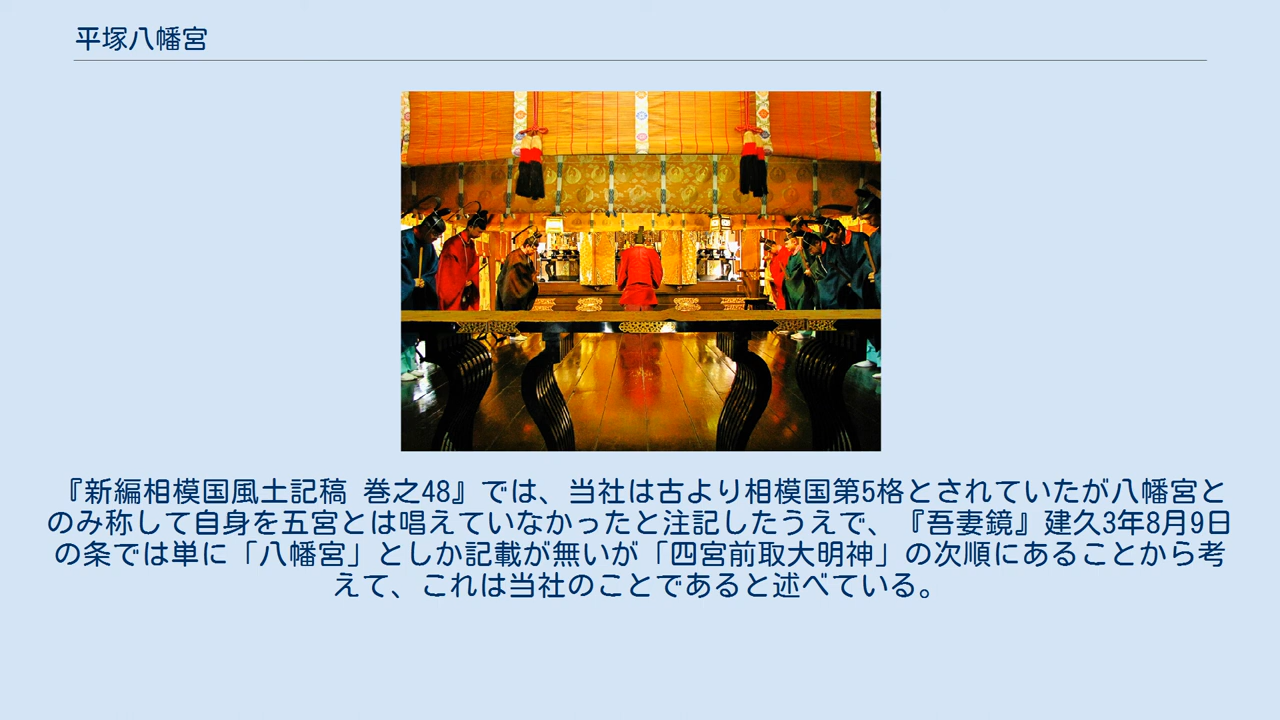 平塚八幡宮
『新編相模国風土記稿 巻之48』では、当社は古より相模国第5格とされていたが八幡宮と
のみ称して自身を五宮とは唱えていなかったと注記したうえで、『吾妻鏡』建久3年8月9日
の条では単に「八幡宮」としか記載が無いが「四宮前取大明神」の次順にあることから考
えて、これは当社のことであると述べている。